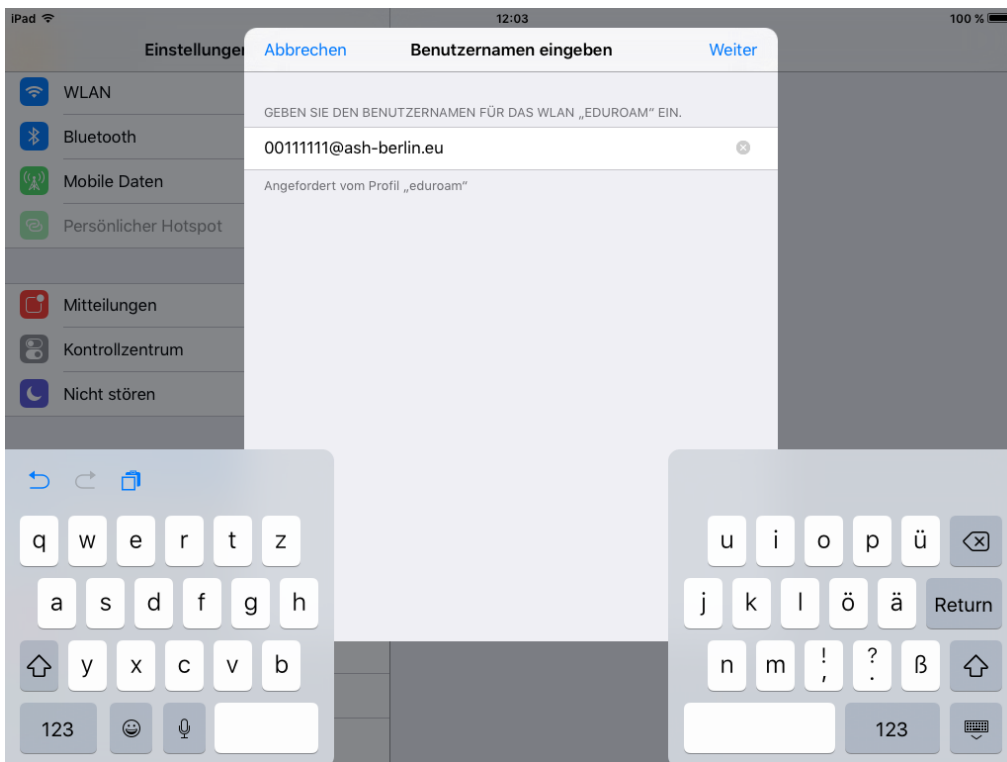 iPad 12:03 100 %
Einstellungen
Abbrechen Benutzernamen eingeben Weiter
WLAN
Bluetooth
Mobile Daten
Persönlicher Hotspot
Mitteilungen
Kontrollzentrum
Nicht stören
GEBEN SIE DEN BENUTZERNAMEN FÜR DAS WLAN „EDUROAM“ EIN.
00111111@ash-berlin.eu
Angefordert vom Profil „eduroam“
q w e r t z
a s d f g h
y x c v b
123
u i o p ü
j k l ö ä Return
n m ! , ? . ß
123